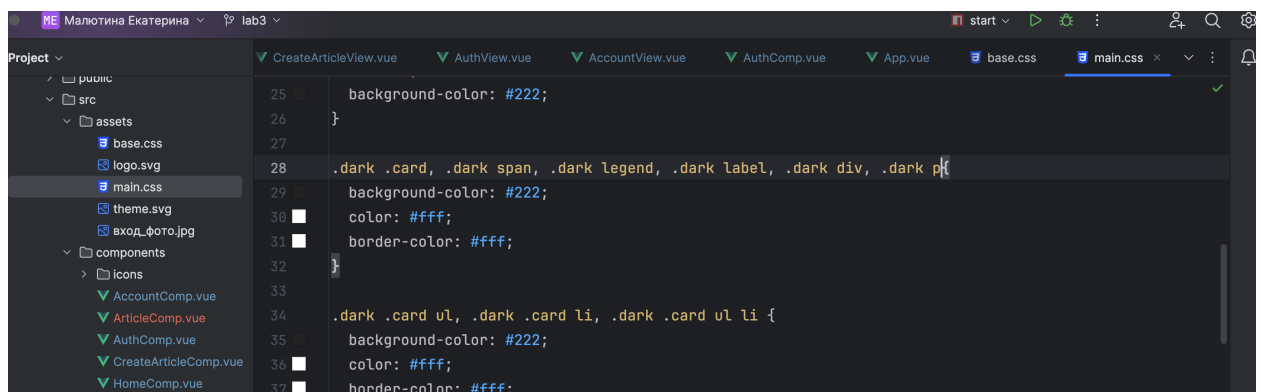 ME Малютина Екатерина lab3 start
Project CreateArticleView.vue AuthView.vue AccountView.vue AuthComp.vue App.vue base.css main.css ×
public
src
assets
base.css
logo.svg
main.css
theme.svg
вход_фото.jpg
components
icons
AccountComp.vue
ArticleComp.vue
AuthComp.vue
CreateArticleComp.vue
HomeComp.vue
25 background-color: #222;
26 }
27
28 .dark .card, .dark span, .dark legend, .dark label, .dark div, .dark p{
29 background-color: #222;
30 color: #fff;
31 border-color: #fff;
32 }
33
34 .dark .card ul, .dark .card li, .dark .card ul li {
35 background-color: #222;
36 color: #fff;
37 border-color: #fff;